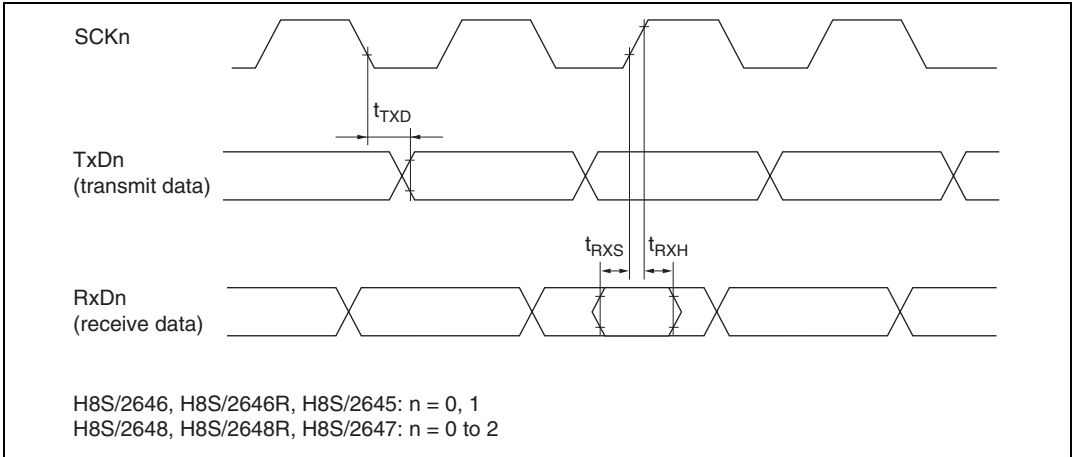 SCKn
tTXD
TxDn
(transmit data)
tRXS
tRXH
RxDn
(receive data)
H8S/2646, H8S/2646R, H8S/2645: n = 0, 1
H8S/2648, H8S/2648R, H8S/2647: n = 0 to 2